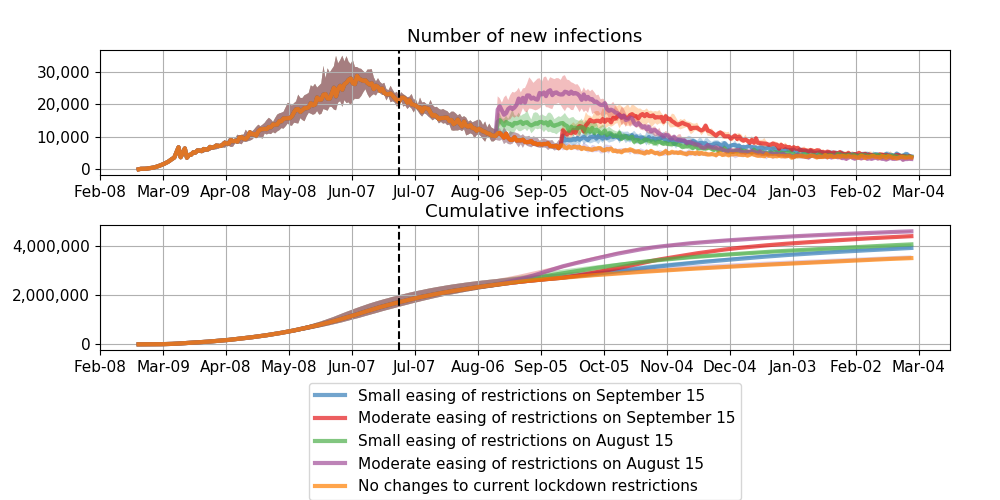 Number of new infections
30,000
20,000
10,000
0
Feb-08 Mar-09 Apr-08 May-08 Jun-07 Jul-07 Aug-06 Sep-05 Oct-05 Nov-04 Dec-04 Jan-03 Feb-02 Mar-04
Cumulative infections
4,000,000
2,000,000
0
Feb-08 Mar-09 Apr-08 May-08 Jun-07 Jul-07 Aug-06 Sep-05 Oct-05 Nov-04 Dec-04 Jan-03 Feb-02 Mar-04
Small easing of restrictions on September 15
Moderate easing of restrictions on September 15
Small easing of restrictions on August 15
Moderate easing of restrictions on August 15
No changes to current lockdown restrictions